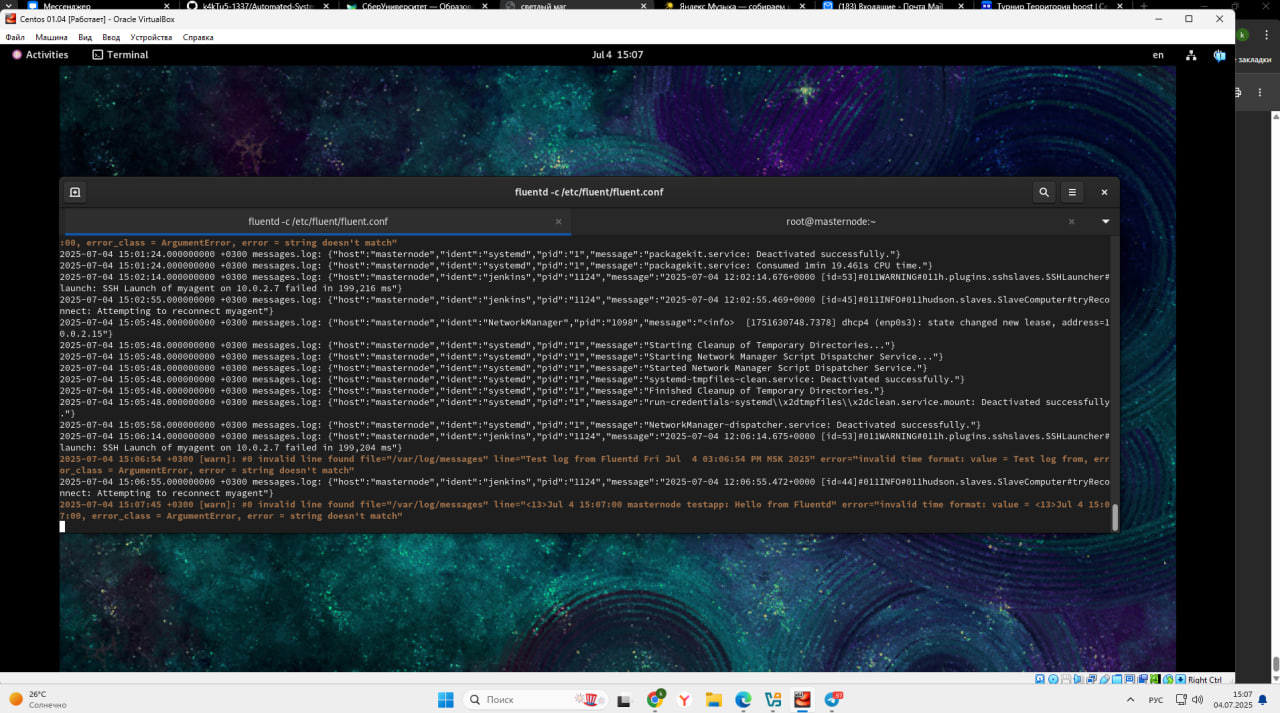 Мессенджер
k4kTu5-1337/Automated-Syst
СберУниверситет — Образо
светлый маг
Яндекс Музыка — собираем
(183) Входящие - Почта Mail
Турнир Территория boost | Co
Centos 01.04 [Работает] - Oracle VirtualBox
Файл Машина Вид Ввод Устройства Справка
k
е закладки
Activities Terminal Jul 4 15:07 en
fluentd -c /etc/fluent/fluent.conf
fluentd -c /etc/fluent/fluent.conf root@masternode:~
:00, error_class = ArgumentError, error = string doesn't match"
2025-07-04 15:01:24.000000000 +0300 messages.log: {"host":"masternode","ident":"systemd","pid":"1","message":"packagekit.service: Deactivated successfully."}
2025-07-04 15:01:24.000000000 +0300 messages.log: {"host":"masternode","ident":"systemd","pid":"1","message":"packagekit.service: Consumed 1min 19.461s CPU time."}
2025-07-04 15:02:14.000000000 +0300 messages.log: {"host":"masternode","ident":"jenkins","pid":"1124","message":"2025-07-04 12:02:14.676+0000 [id=53]#011WARNING#011h.plugins.sshslaves.SSHLauncher#
launch: SSH Launch of myagent on 10.0.2.7 failed in 199,216 ms"}
2025-07-04 15:02:55.000000000 +0300 messages.log: {"host":"masternode","ident":"jenkins","pid":"1124","message":"2025-07-04 12:02:55.469+0000 [id=45]#011INFO#011hudson.slaves.SlaveComputer#tryReco
nnect: Attempting to reconnect myagent"}
2025-07-04 15:05:48.000000000 +0300 messages.log: {"host":"masternode","ident":"NetworkManager","pid":"1098","message":"<info>  [1751630748.7378] dhcp4 (enp0s3): state changed new lease, address=1
0.0.2.15"}
2025-07-04 15:05:48.000000000 +0300 messages.log: {"host":"masternode","ident":"systemd","pid":"1","message":"Starting Cleanup of Temporary Directories..."}
2025-07-04 15:05:48.000000000 +0300 messages.log: {"host":"masternode","ident":"systemd","pid":"1","message":"Starting Network Manager Script Dispatcher Service..."}
2025-07-04 15:05:48.000000000 +0300 messages.log: {"host":"masternode","ident":"systemd","pid":"1","message":"Started Network Manager Script Dispatcher Service."}
2025-07-04 15:05:48.000000000 +0300 messages.log: {"host":"masternode","ident":"systemd","pid":"1","message":"systemd-tmpfiles-clean.service: Deactivated successfully."}
2025-07-04 15:05:48.000000000 +0300 messages.log: {"host":"masternode","ident":"systemd","pid":"1","message":"Finished Cleanup of Temporary Directories."}
2025-07-04 15:05:48.000000000 +0300 messages.log: {"host":"masternode","ident":"systemd","pid":"1","message":"run-credentials-systemd\\x2dtmpfiles\\x2dclean.service.mount: Deactivated successfully
."}
2025-07-04 15:05:58.000000000 +0300 messages.log: {"host":"masternode","ident":"systemd","pid":"1","message":"NetworkManager-dispatcher.service: Deactivated successfully."}
2025-07-04 15:06:14.000000000 +0300 messages.log: {"host":"masternode","ident":"jenkins","pid":"1124","message":"2025-07-04 12:06:14.675+0000 [id=53]#011WARNING#011h.plugins.sshslaves.SSHLauncher#
launch: SSH Launch of myagent on 10.0.2.7 failed in 199,204 ms"}
2025-07-04 15:06:54 +0300 [warn]: #0 invalid line found file="/var/log/messages" line="Test log from Fluentd Fri Jul  4 03:06:54 PM MSK 2025" error="invalid time format: value = Test log from, err
or_class = ArgumentError, error = string doesn't match"
2025-07-04 15:06:55.000000000 +0300 messages.log: {"host":"masternode","ident":"jenkins","pid":"1124","message":"2025-07-04 12:06:55.472+0000 [id=44]#011INFO#011hudson.slaves.SlaveComputer#tryReco
nnect: Attempting to reconnect myagent"}
2025-07-04 15:07:45 +0300 [warn]: #0 invalid line found file="/var/log/messages" line="<13>Jul 4 15:07:00 masternode testapp: Hello from Fluentd" error="invalid time format: value = <13>Jul 4 15:0
7:00, error_class = ArgumentError, error = string doesn't match"
Right Ctrl
26°C
Солнечно
Поиск
РУС
15:07
04.07.2025